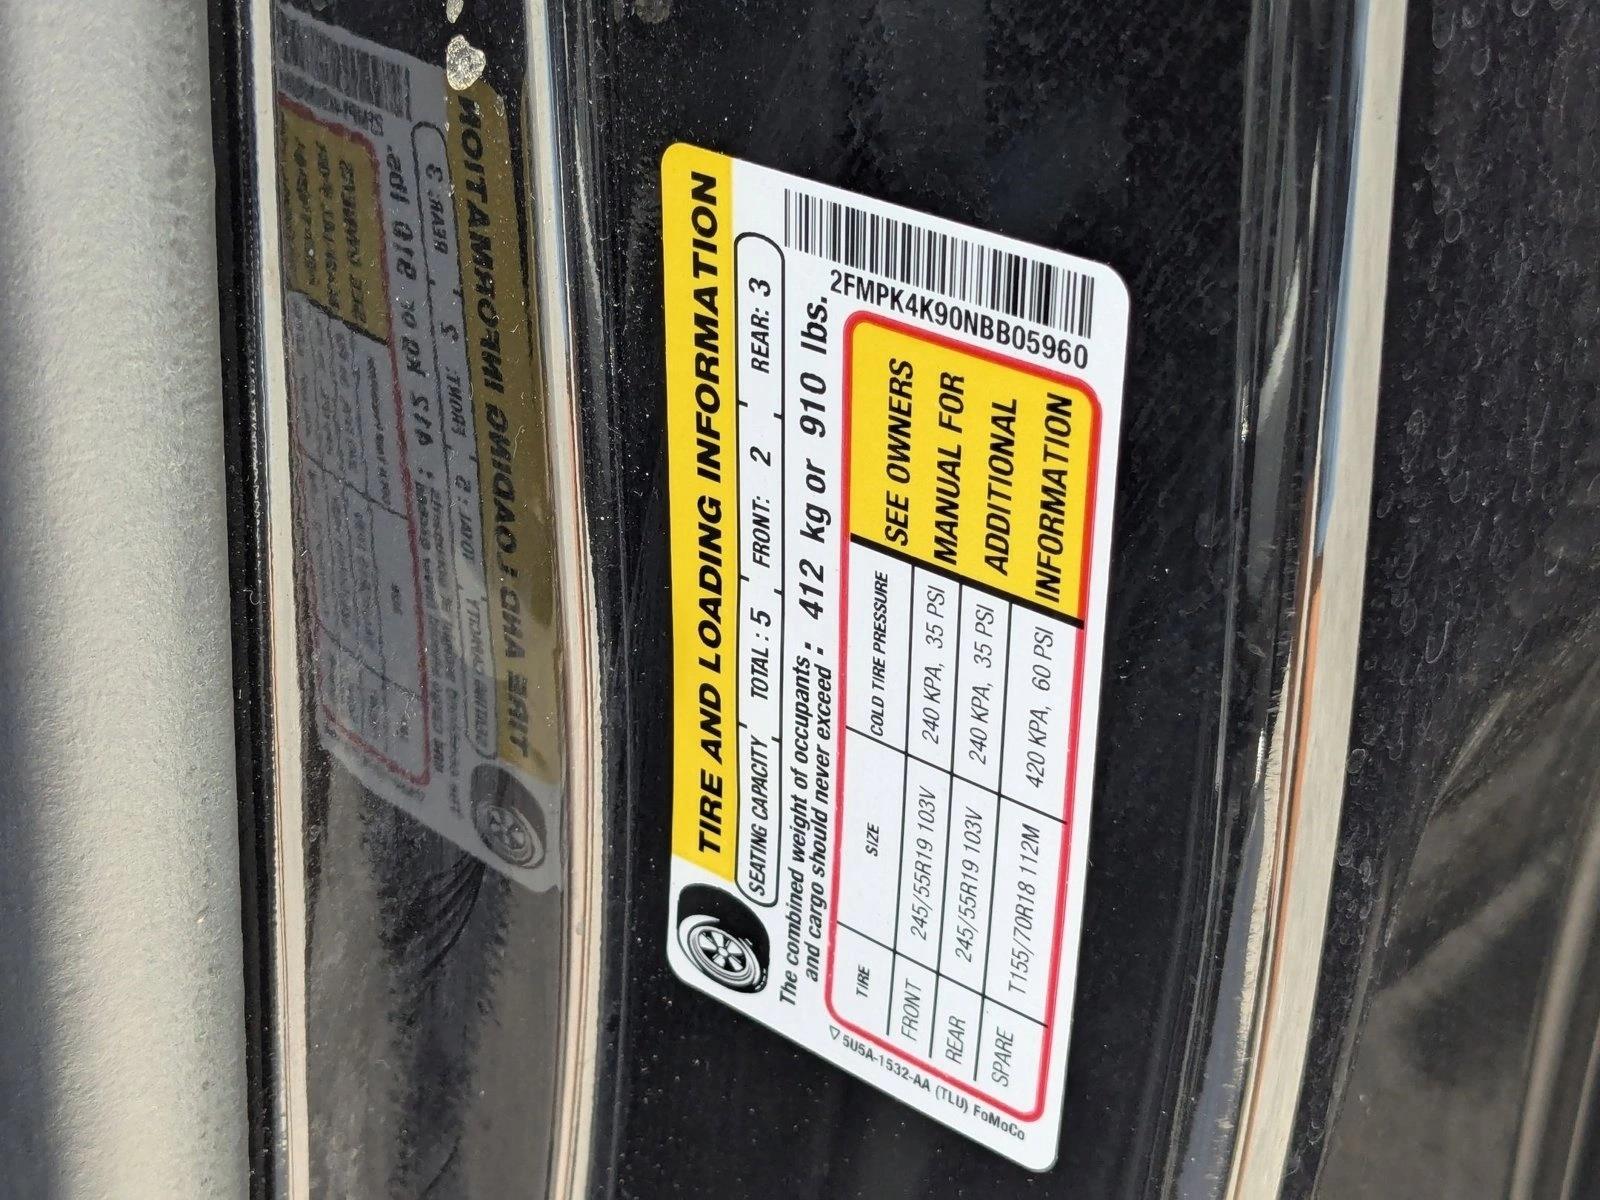 TIRE AND LOADING INFORMATION
SEATING CAPACITY TOTAL : 5 FRONT: 2 REAR: 3
The combined weight of occupants
and cargo should never exceed : 412 kg or 910 lbs.
2FMPK4K90NBB05960
TIRE SIZE COLD TIRE PRESSURE
FRONT 245/55R19 103V 240 KPA, 35 PSI
REAR 245/55R19 103V 240 KPA, 35 PSI
SPARE T155/70R18 112M 420 KPA, 60 PSI
SEE OWNERS
MANUAL FOR
ADDITIONAL
INFORMATION
5U5A-1532-AA (TLU) FoMoCo